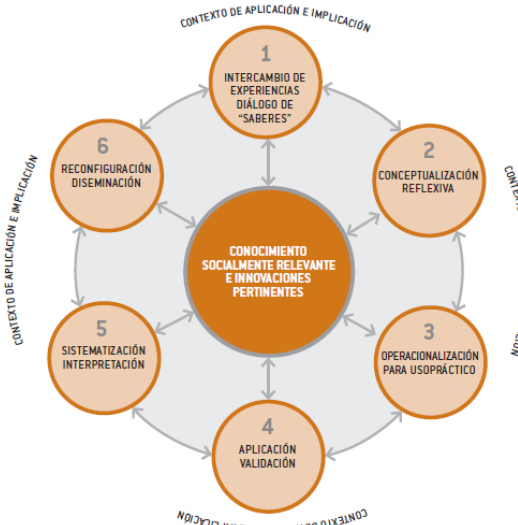 CONTEXTO DE APLICACIÓN E IMPLICACIÓN
1
INTERCAMBIO DE
EXPERIENCIAS
DIÁLOGO DE
“SABERES”
2
CONCEPTUALIZACIÓN
REFLEXIVA
3
OPERACIONALIZACIÓN
PARA USOPRÁCTICO
4
APLICACIÓN
VALIDACIÓN
5
SISTEMATIZACIÓN
INTERPRETACIÓN
6
RECONFIGURACIÓN
DISEMINACIÓN
CONOCIMIENTO
SOCIALMENTE RELEVANTE
E INNOVACIONES
PERTINENTES
CONTEXTO DE APLICACIÓN E IMPLICACIÓN
CONTEXTO